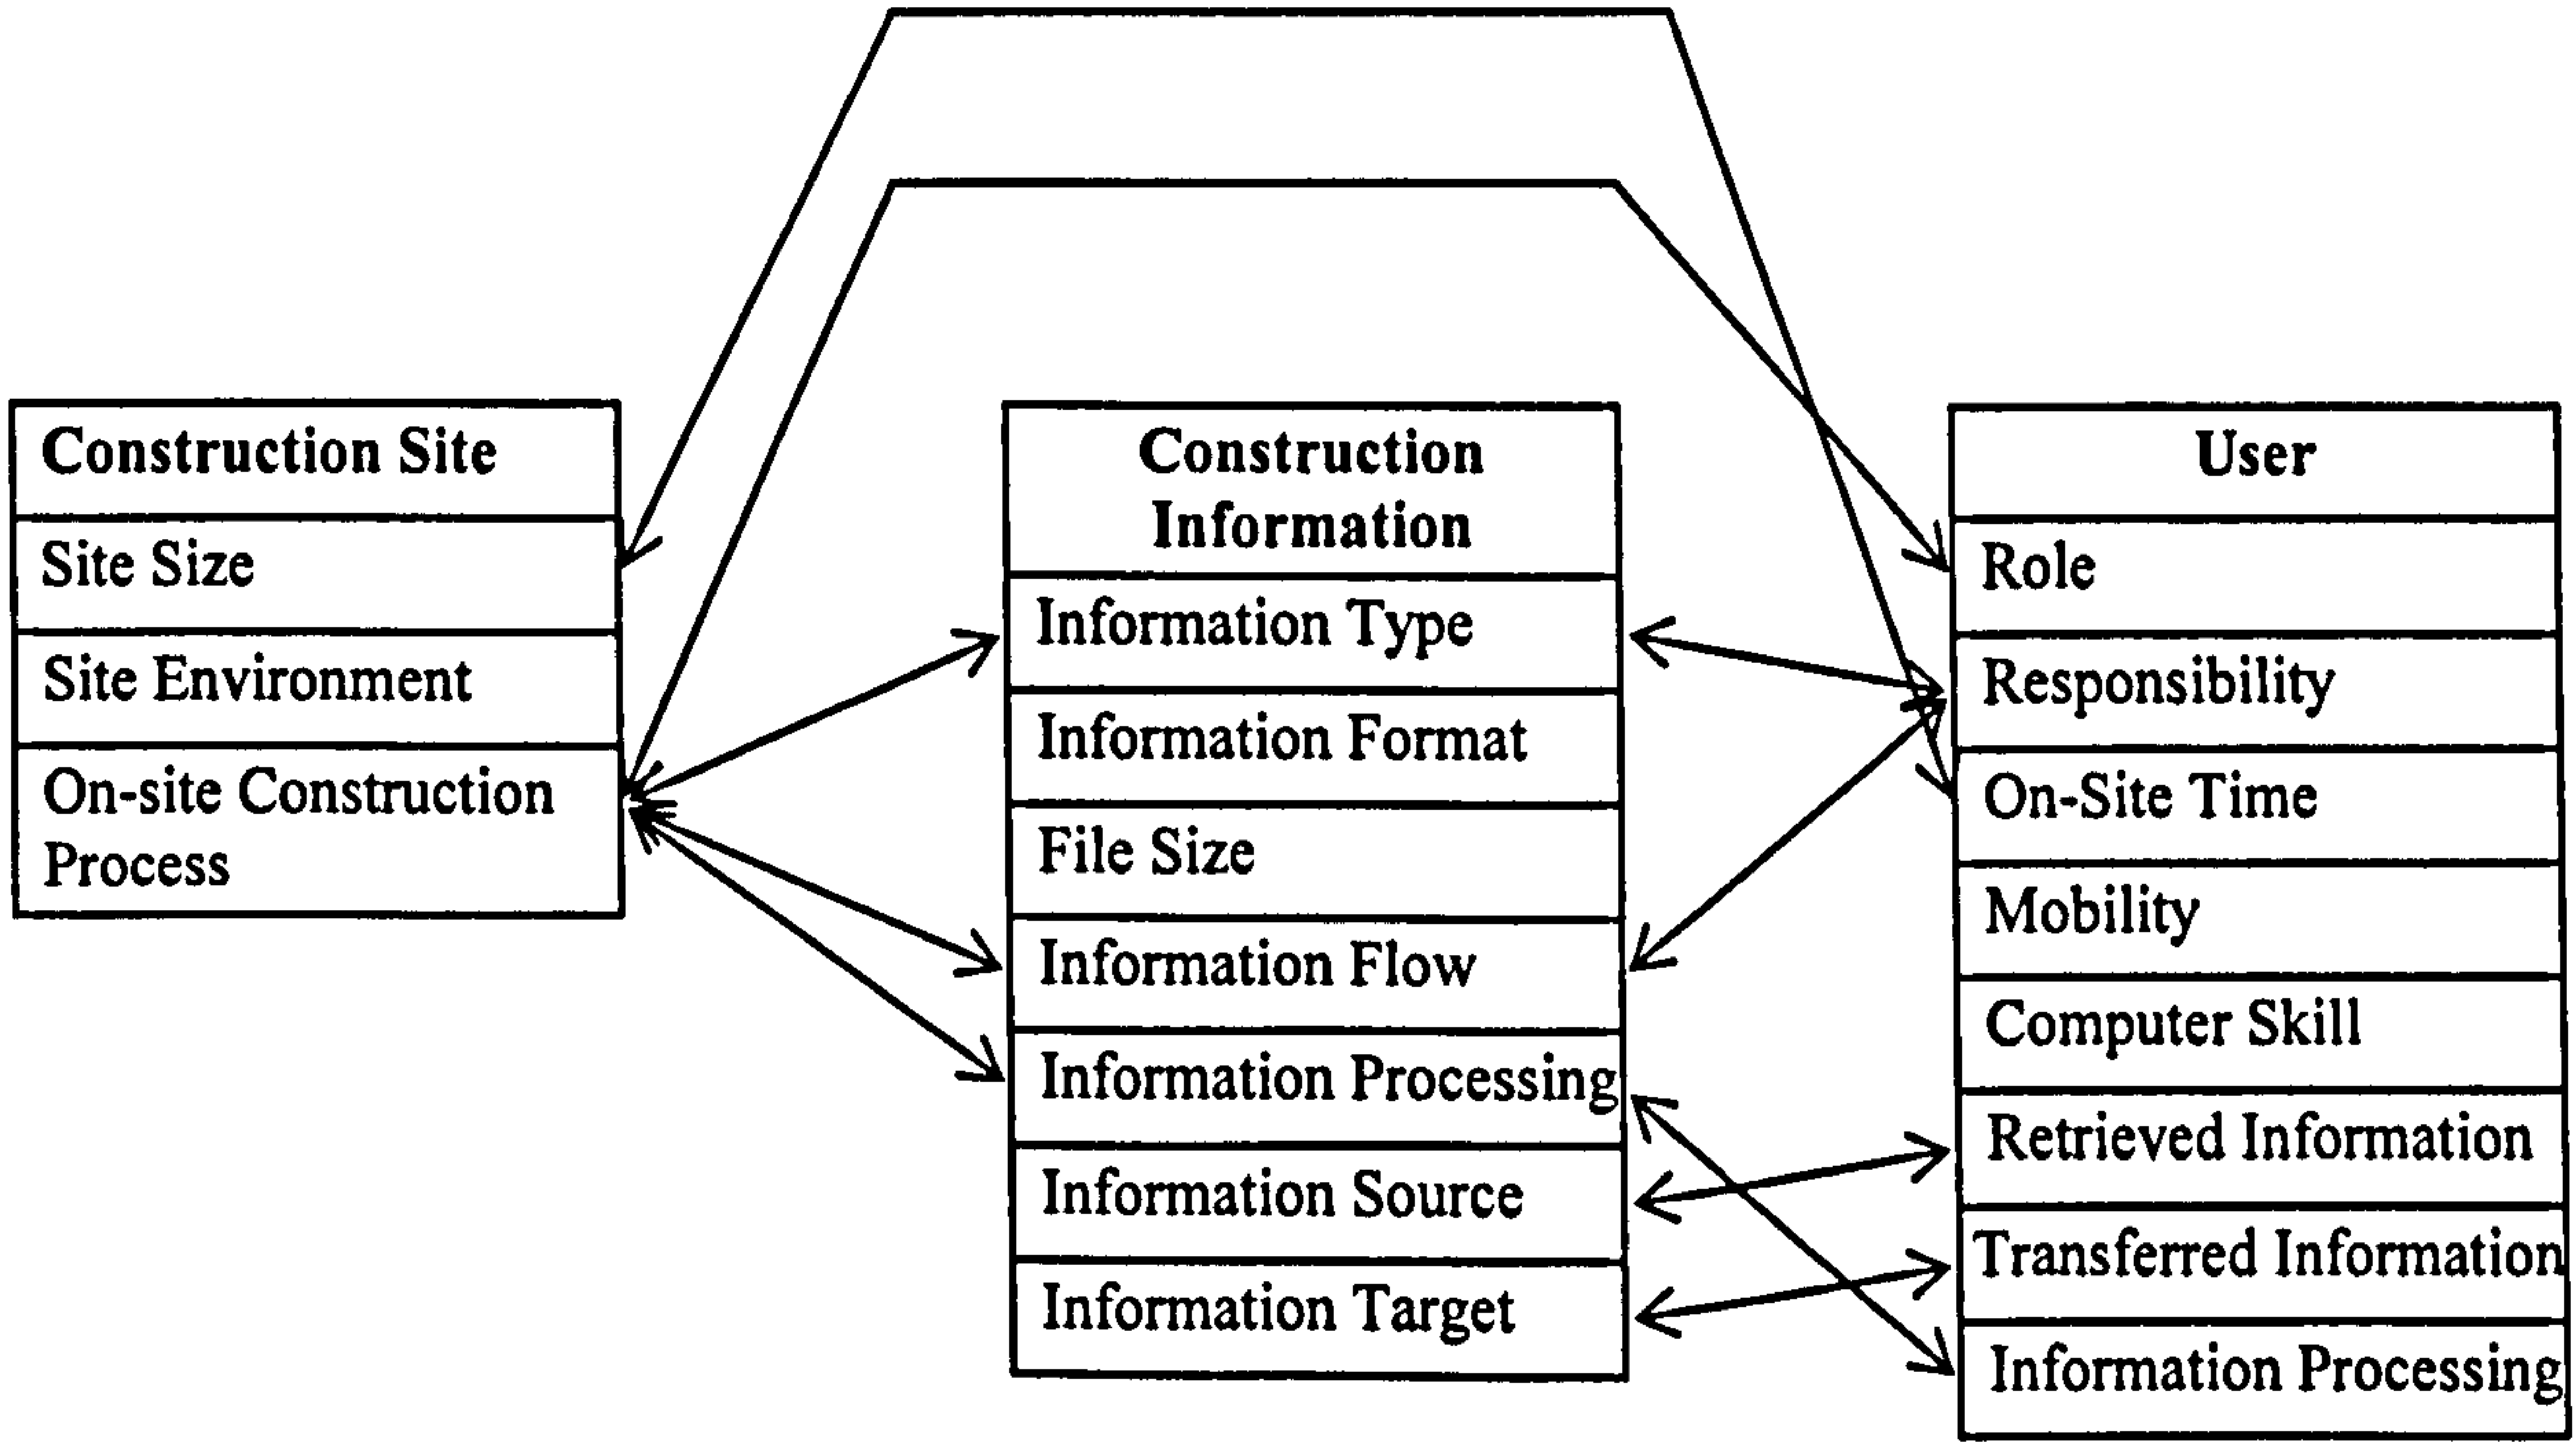 Construction Site
Site Size
Site Environment
On-site Construction
Process
Construction
Information
Information Type
Information Format
File Size
Information Flow
Information Processing
Information Source
Information Target
User
Role
Responsibility
On-Site Time
Mobility
Computer Skill
Retrieved Information
Transferred Information
Information Processing